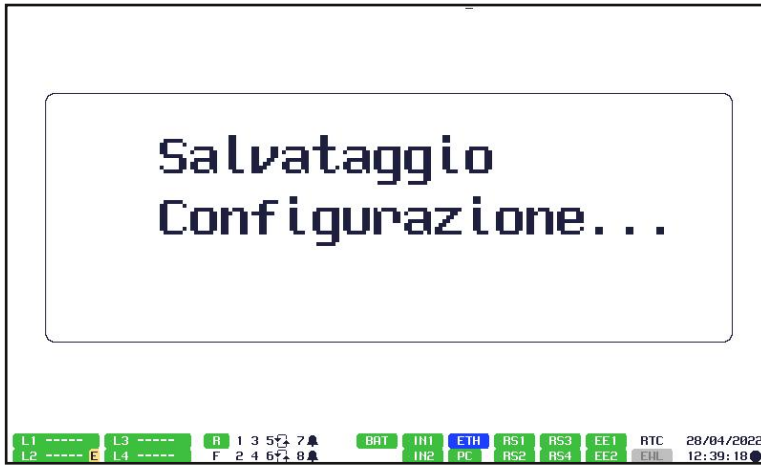 Salvataggio
Configurazione...
L1 ----- L3 ----- R 1 3 5 7 BAT IN1 ETH RS1 RS3 EE1 RTC 28/04/2022
L2 ----- E L4 ----- F 2 4 6 8 IN2 PC RS2 RS4 EE2 EHL 12:39:18